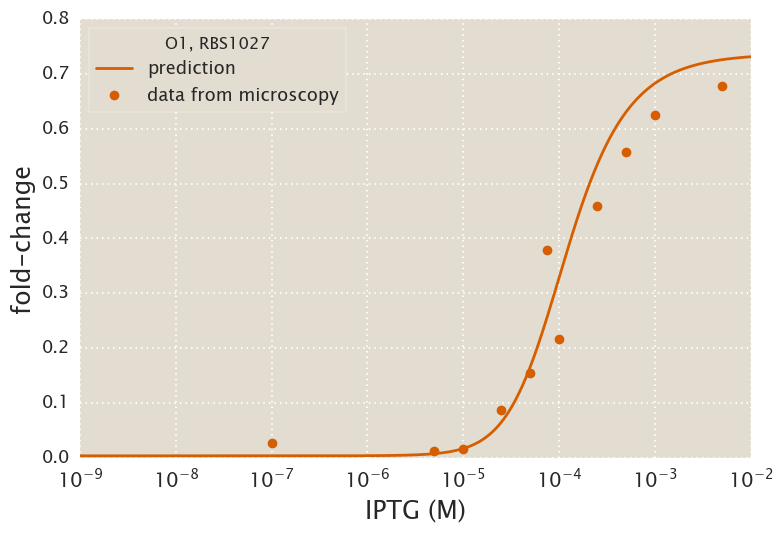 O1, RBS1027
prediction
data from microscopy
0.8
0.7
0.6
0.5
0.4
0.3
0.2
0.1
0.0
fold-change
10⁻⁹ 10⁻⁸ 10⁻⁷ 10⁻⁶ 10⁻⁵ 10⁻⁴ 10⁻³ 10⁻²
IPTG (M)